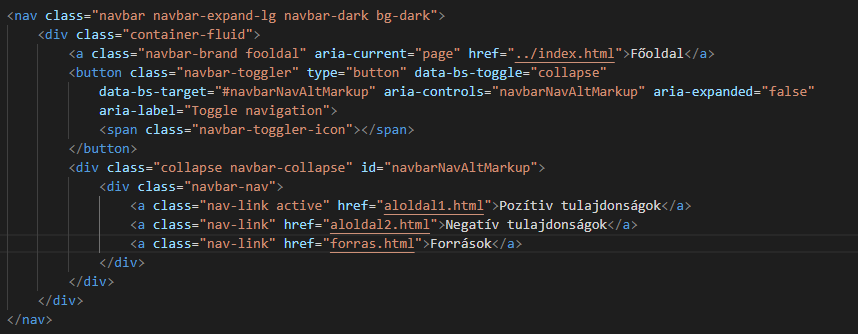 <nav class="navbar navbar-expand-lg navbar-dark bg-dark">
<div class="container-fluid">
<a class="navbar-brand fooldal" aria-current="page" href="../index.html">Főoldal</a>
<button class="navbar-toggler" type="button" data-bs-toggle="collapse"
data-bs-target="#navbarNavAltMarkup" aria-controls="navbarNavAltMarkup" aria-expanded="false"
aria-label="Toggle navigation">
<span class="navbar-toggler-icon"></span>
</button>
<div class="collapse navbar-collapse" id="navbarNavAltMarkup">
<div class="navbar-nav">
<a class="nav-link active" href="aloldal1.html">Pozítiv tulajdonságok</a>
<a class="nav-link" href="aloldal2.html">Negatív tulajdonságok</a>
<a class="nav-link" href="forras.html">Források</a>
</div>
</div>
</div>
</nav>